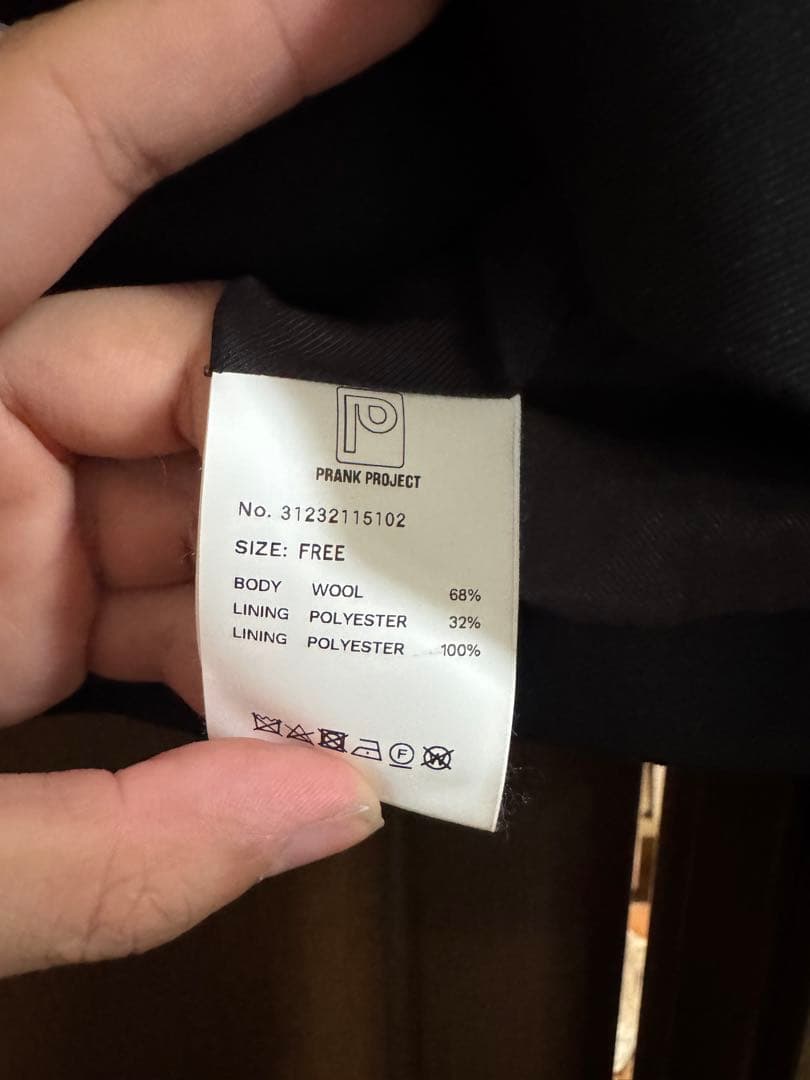 PRANK PROJECT
No. 31232115102
SIZE: FREE
BODY WOOL 68%
LINING POLYESTER 32%
LINING POLYESTER 100%
F W